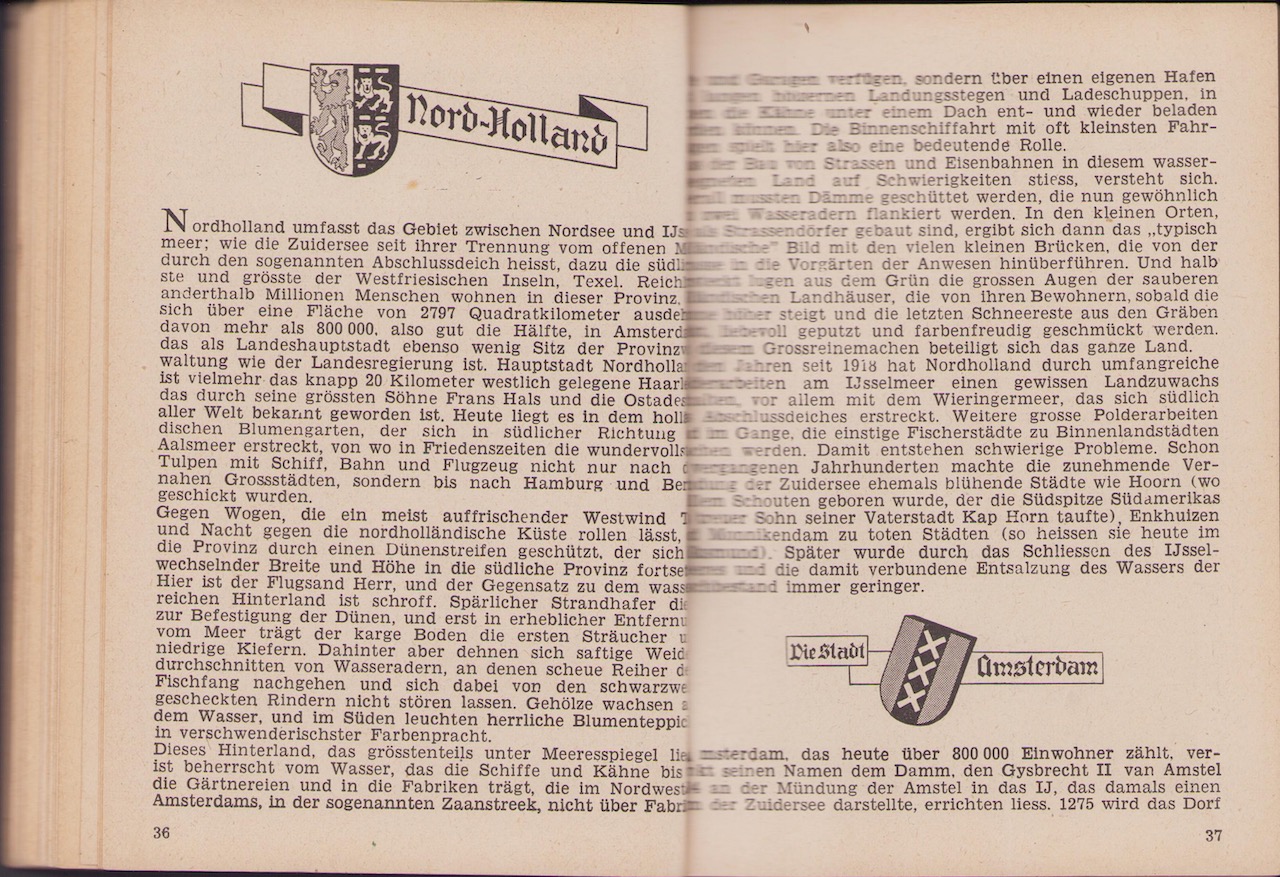 Nord-Holland
Nordholland umfasst das Gebiet zwischen Nordsee und
meer; wie die Zuidersee seit ihrer Trennung vom offenen
durch den sogenannten Abschlussdeich heisst, dazu die
ste und grösste der Westfriesischen Inseln, Texel.
anderthalb Millionen Menschen wohnen in dieser Provinz,
sich über eine Fläche von 2797 Quadratkilometer
davon mehr als 800 000, also gut die Hälfte, in
das als Landeshauptstadt ebenso wenig Sitz der
waltung wie der Landesregierung ist. Hauptstadt
ist vielmehr das knapp 20 Kilometer westlich gelegene
das durch seine grössten Söhne Frans Hals und die
aller Welt bekannt geworden ist. Heute liegt es in dem
dischen Blumengarten, der sich in südlicher Richtung
Aalsmeer erstreckt, von wo in Friedenszeiten die
Tulpen mit Schiff, Bahn und Flugzeug nicht nur nach
nahen Grossstädten, sondern bis nach Hamburg und
geschickt wurden.
Gegen Wogen, die ein meist auffrischender Westwind
und Nacht gegen die nordholländische Küste rollen lässt,
die Provinz durch einen Dünenstreifen geschützt, der sich
wechselnder Breite und Höhe in die südliche Provinz
Hier ist der Flugsand Herr, und der Gegensatz zu dem
reichen Hinterland ist schroff. Spärlicher Strandhafer
zur Befestigung der Dünen, und erst in erheblicher
vom Meer trägt der karge Boden die ersten Sträucher
niedrige Kiefern. Dahinter aber dehnen sich saftige
durchschnitten von Wasseradern, an denen scheue Reiher
Fischfang nachgehen und sich dabei von den
gescheckten Rindern nicht stören lassen. Gehölze wachsen
dem Wasser, und im Süden leuchten herrliche
in verschwenderischster Farbenpracht.
Dieses Hinterland, das grösstenteils unter Meeresspiegel
ist beherrscht vom Wasser, das die Schiffe und Kähne bis
die Gärtnereien und in die Fabriken trägt, die im
Amsterdams, in der sogenannten Zaanstreek, nicht über
36
und Garagen verfügen, sondern über einen eigenen Hafen
Landungsstegen und Ladeschuppen, in
die Kähne unter einem Dach ent- und wieder beladen
können. Die Binnenschiffahrt mit oft kleinsten Fahr-
spielt hier also eine bedeutende Rolle.
der Bau von Strassen und Eisenbahnen in diesem wasser-
Land auf Schwierigkeiten stiess, versteht sich.
mussten Dämme geschüttet werden, die nun gewöhnlich
zwei Wasseradern flankiert werden. In den kleinen Orten,
als Strassendörfer gebaut sind, ergibt sich dann das „typisch
Bild mit den vielen kleinen Brücken, die von der
in die Vorgärten der Anwesen hinüberführen. Und halb
lugen aus dem Grün die grossen Augen der sauberen
Landhäuser, die von ihren Bewohnern, sobald die
steigt und die letzten Schneereste aus den Gräben
liebevoll geputzt und farbenfreudig geschmückt werden.
diesem Grossreinemachen beteiligt sich das ganze Land.
den Jahren seit 1918 hat Nordholland durch umfangreiche
am IJsselmeer einen gewissen Landzuwachs
vor allem mit dem Wieringermeer, das sich südlich
Abschlussdeiches erstreckt. Weitere grosse Polderarbeiten
im Gange, die einstige Fischerstädte zu Binnenlandstädten
werden. Damit entstehen schwierige Probleme. Schon
vergangenen Jahrhunderten machte die zunehmende Ver-
der Zuidersee ehemals blühende Städte wie Hoorn (wo
Schouten geboren wurde, der die Südspitze Südamerikas
Sohn seiner Vaterstadt Kap Horn taufte), Enkhuizen
Monnikendam zu toten Städten (so heissen sie heute im
Später wurde durch das Schliessen des IJssel-
und die damit verbundene Entsalzung des Wassers der
immer geringer.
Die Stadt Amsterdam
Amsterdam, das heute über 800 000 Einwohner zählt, ver-
seinen Namen dem Damm, den Gysbrecht II van Amstel
an der Mündung der Amstel in das IJ, das damals einen
der Zuidersee darstellte, errichten liess. 1275 wird das Dorf
37